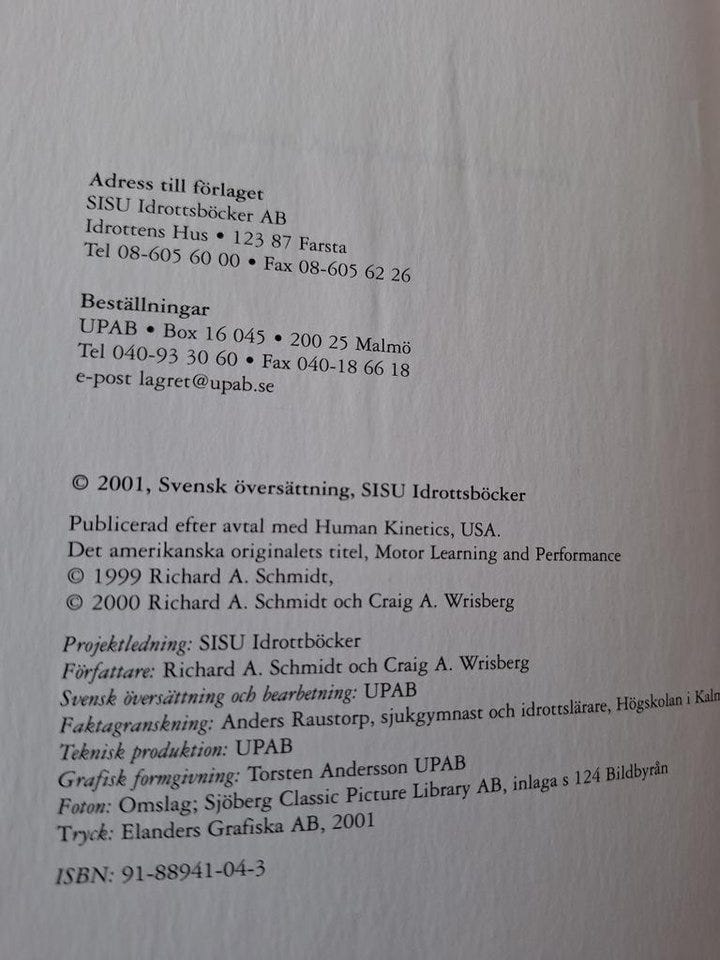 Adress till förlaget
SISU Idrottsböcker AB
Idrottens Hus • 123 87 Farsta
Tel 08-605 60 00 • Fax 08-605 62 26
Beställningar
UPAB • Box 16 045 • 200 25 Malmö
Tel 040-93 30 60 • Fax 040-18 66 18
e-post lagret@upab.se
© 2001, Svensk översättning, SISU Idrottsböcker
Publicerad efter avtal med Human Kinetics, USA.
Det amerikanska originalets titel, Motor Learning and Performance
© 1999 Richard A. Schmidt,
© 2000 Richard A. Schmidt och Craig A. Wrisberg
Projektledning: SISU Idrottböcker
Författare: Richard A. Schmidt och Craig A. Wrisberg
Svensk översättning och bearbetning: UPAB
Faktagranskning: Anders Raustorp, sjukgymnast och idrottslärare, Högskolan i
Teknisk produktion: UPAB
Grafisk formgivning: Torsten Andersson UPAB
Foton: Omslag; Sjöberg Classic Picture Library AB, inlaga s 124 Bildbyrån
Tryck: Elanders Grafiska AB, 2001
ISBN: 91-88941-04-3